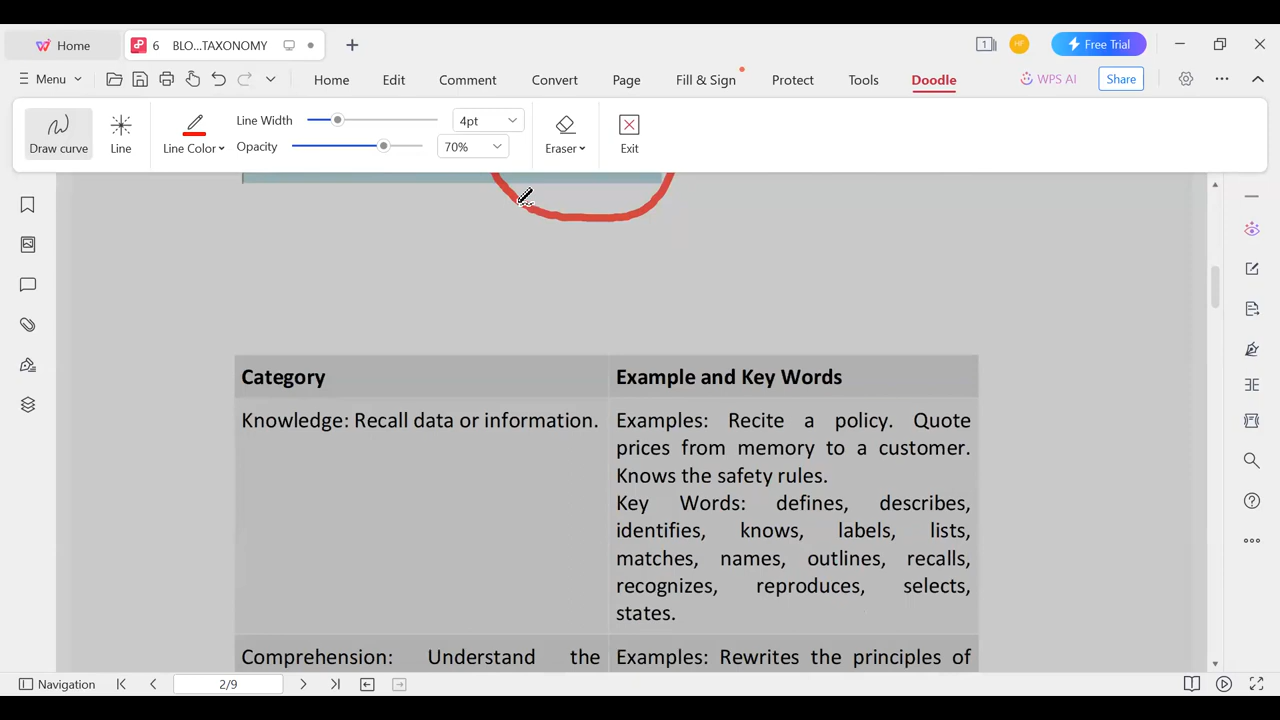 Home
6 BLO...TAXONOMY
1
HF
Free Trial
Menu
Home
Edit
Comment
Convert
Page
Fill & Sign
Protect
Tools
Doodle
WPS AI
Share
Draw curve
Line
Line Color
Line Width
4pt
Opacity
70%
Eraser
Exit
Category
Example and Key Words
Knowledge: Recall data or information.
Examples: Recite a policy. Quote
prices from memory to a customer.
Knows the safety rules.
Key Words: defines, describes,
identifies, knows, labels, lists,
matches, names, outlines, recalls,
recognizes, reproduces, selects,
states.
Comprehension: Understand the
Examples: Rewrites the principles of
Navigation
2/9